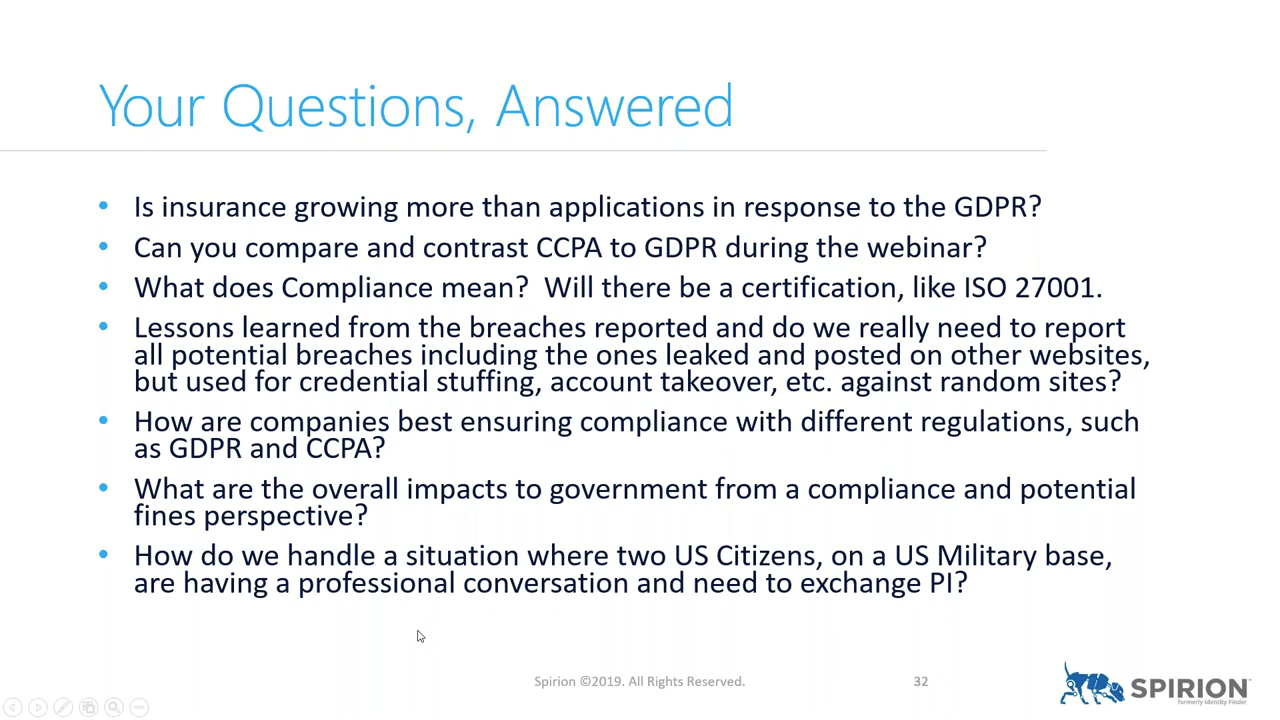 Your Questions, Answered
• Is insurance growing more than applications in response to the GDPR?
• Can you compare and contrast CCPA to GDPR during the webinar?
• What does Compliance mean?  Will there be a certification, like ISO 27001.
• Lessons learned from the breaches reported and do we really need to report
all potential breaches including the ones leaked and posted on other websites,
but used for credential stuffing, account takeover, etc. against random sites?
• How are companies best ensuring compliance with different regulations, such
as GDPR and CCPA?
• What are the overall impacts to government from a compliance and potential
fines perspective?
• How do we handle a situation where two US Citizens, on a US Military base,
are having a professional conversation and need to exchange PI?
Spirion ©2019. All Rights Reserved.
32
SPIRION
formerly Identity Finder